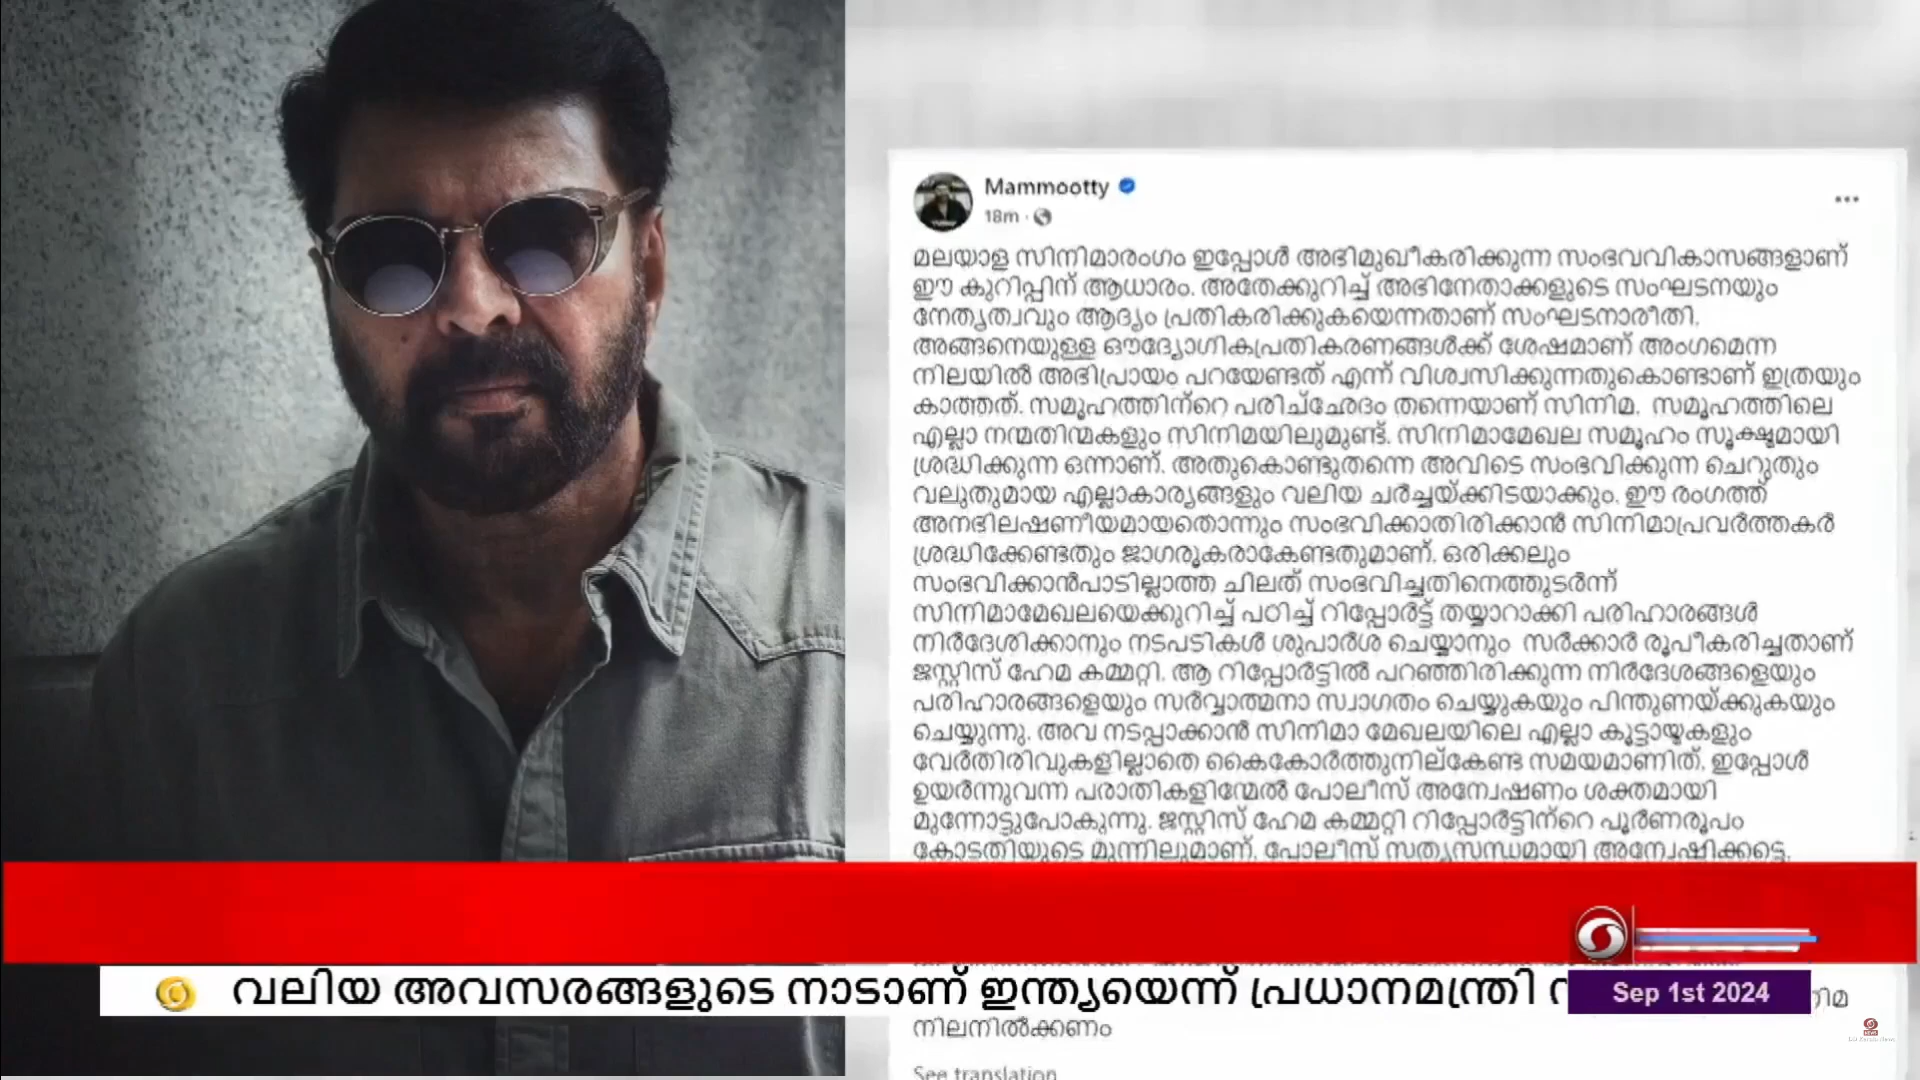 Mammootty
18m
മലയാള സിനിമാരംഗം ഇപ്പോൾ അഭിമുഖീകരിക്കുന്ന സംഭവവികാസങ്ങളാണ്
ഈ കുറിപ്പിന് ആധാരം. അതേക്കുറിച്ച് അഭിനേതാക്കളുടെ സംഘടനയും
നേതൃത്വവും ആദ്യം പ്രതികരിക്കുകയെന്നതാണ് സംഘടനാരീതി.
അങ്ങനെയുള്ള ഔദ്യോഗികപ്രതികരണങ്ങൾക്ക് ശേഷമാണ് അംഗമെന്ന
നിലയിൽ അഭിപ്രായം പറയേണ്ടത് എന്ന് വിശ്വസിക്കുന്നതുകൊണ്ടാണ് ഇത്രയും
കാത്തത്. സമൂഹത്തിന്റെ പരിച്ഛേദം തന്നെയാണ് സിനിമ. സമൂഹത്തിലെ
എല്ലാ നന്മതിന്മകളും സിനിമയിലുമുണ്ട്. സിനിമാമേഖല സമൂഹം സൂക്ഷ്മമായി
ശ്രദ്ധിക്കുന്ന ഒന്നാണ്. അതുകൊണ്ടുതന്നെ അവിടെ സംഭവിക്കുന്ന ചെറുതും
വലുതുമായ എല്ലാകാര്യങ്ങളും വലിയ ചർച്ചയ്ക്കിടയാക്കും. ഈ രംഗത്ത്
അനഭിലഷണീയമായതൊന്നും സംഭവിക്കാതിരിക്കാൻ സിനിമാപ്രവർത്തകർ
ശ്രദ്ധിക്കേണ്ടതും ജാഗരൂകരാകേണ്ടതുമാണ്. ഒരിക്കലും
സംഭവിക്കാൻപാടില്ലാത്ത ചിലത് സംഭവിച്ചതിനെത്തുടർന്ന്
സിനിമാമേഖലയെക്കുറിച്ച് പഠിച്ച് റിപ്പോർട്ട് തയ്യാറാക്കി പരിഹാരങ്ങൾ
നിർദേശിക്കാനും നടപടികൾ ശുപാർശ ചെയ്യാനും സർക്കാർ രൂപീകരിച്ചതാണ്
ജസ്റ്റിസ് ഹേമ കമ്മറ്റി. ആ റിപ്പോർട്ടിൽ പറഞ്ഞിരിക്കുന്ന നിർദേശങ്ങളെയും
പരിഹാരങ്ങളെയും സർവ്വാത്മനാ സ്വാഗതം ചെയ്യുകയും പിന്തുണയ്ക്കുകയും
ചെയ്യുന്നു. അവ നടപ്പാക്കാൻ സിനിമാ മേഖലയിലെ എല്ലാ കൂട്ടായ്മകളും
വേർതിരിവുകളില്ലാതെ കൈകോർത്തുനില്കേണ്ട സമയമാണിത്. ഇപ്പോൾ
ഉയർന്നുവന്ന പരാതികളിന്മേൽ പോലീസ് അന്വേഷണം ശക്തമായി
മുന്നോട്ടുപോകുന്നു. ജസ്റ്റിസ് ഹേമ കമ്മറ്റി റിപ്പോർട്ടിന്റെ പൂർണരൂപം
കോടതിയുടെ മുന്നിലുമാണ്. പോലീസ് സത്യസന്ധമായി അന്വേഷിക്കട്ടെ.
വലിയ അവസരങ്ങളുടെ നാടാണ് ഇന്ത്യയെന്ന് പ്രധാനമന്ത്രി
Sep 1st 2024
നിലനിൽക്കണം
See translation